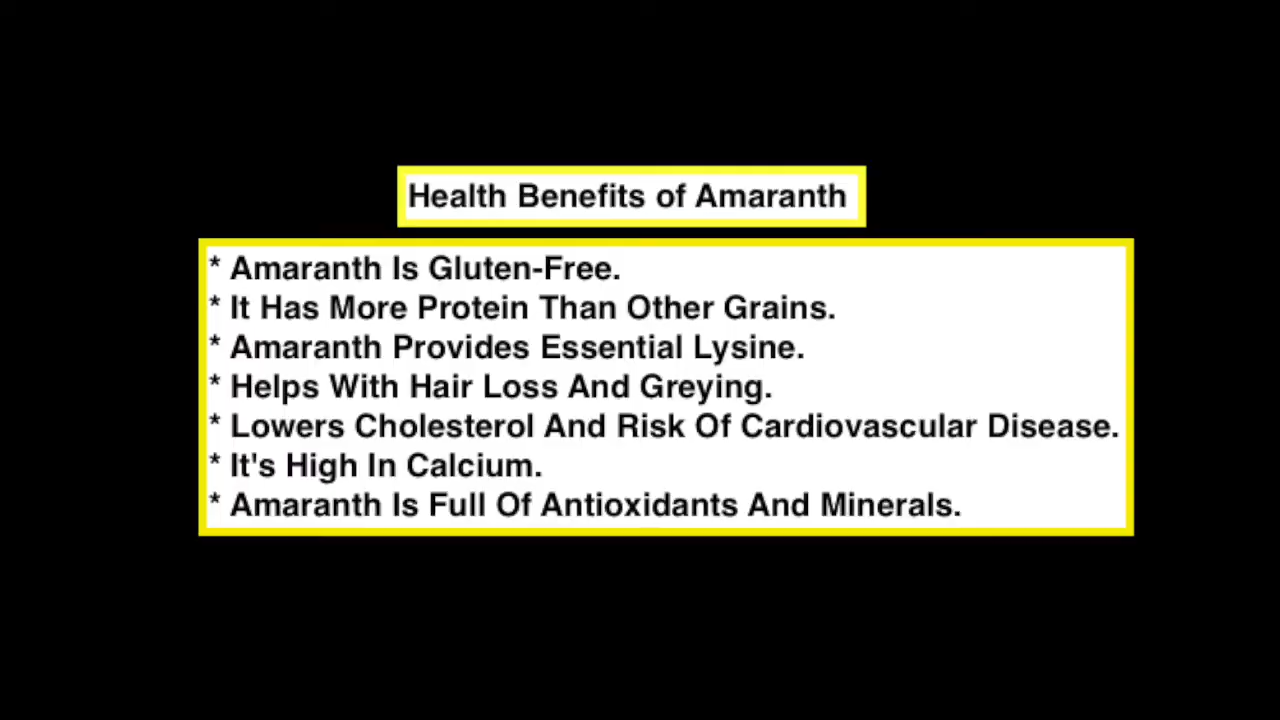 Health Benefits of Amaranth
* Amaranth Is Gluten-Free.
* It Has More Protein Than Other Grains.
* Amaranth Provides Essential Lysine.
* Helps With Hair Loss And Greying.
* Lowers Cholesterol And Risk Of Cardiovascular Disease.
* It's High In Calcium.
* Amaranth Is Full Of Antioxidants And Minerals.